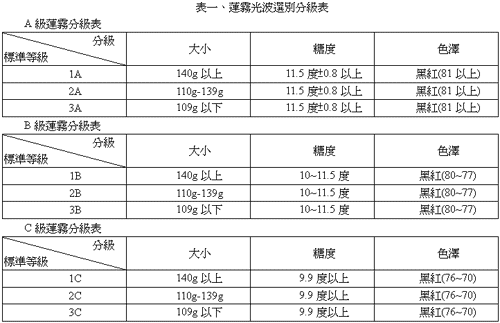 表一、蓮霧光波選別分級表
A 級蓮霧分級表
分級 大小 糖度 色澤
標準等級
1A 140g 以上 11.5 度±0.8 以上 黑紅(81 以上)
2A 110g-139g 11.5 度±0.8 以上 黑紅(81 以上)
3A 109g 以下 11.5 度±0.8 以上 黑紅(81 以上)
B 級蓮霧分級表
分級 大小 糖度 色澤
標準等級
1B 140g 以上 10~11.5 度 黑紅(80~77)
2B 110g-139g 10~11.5 度 黑紅(80~77)
3B 109g 以下 10~11.5 度 黑紅(80~77)
C 級蓮霧分級表
分級 大小 糖度 色澤
標準等級
1C 140g 以上 9.9 度以上 黑紅(76~70)
2C 110g-139g 9.9 度以上 黑紅(76~70)
3C 109g 以下 9.9 度以上 黑紅(76~70)